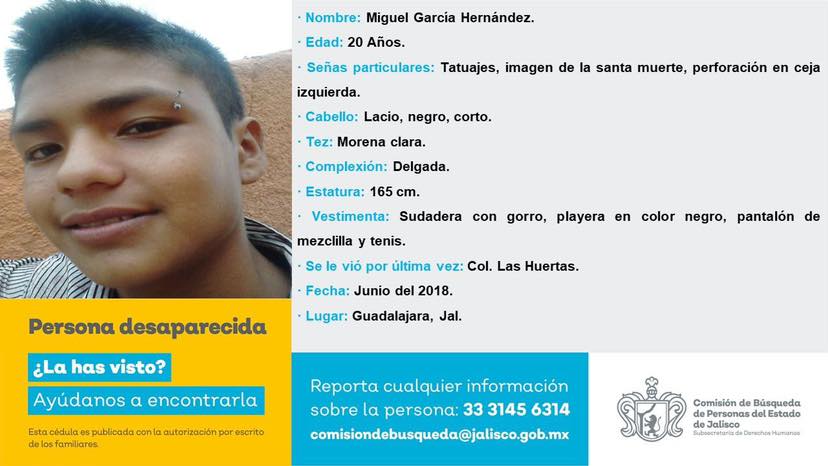 · Nombre: Miguel García Hernández.
· Edad: 20 Años.
· Señas particulares: Tatuajes, imagen de la santa muerte, perforación en ceja
izquierda.
· Cabello: Lacio, negro, corto.
· Tez: Morena clara.
· Complexión: Delgada.
· Estatura: 165 cm.
· Vestimenta: Sudadera con gorro, playera en color negro, pantalón de
mezclilla y tenis.
· Se le vió por última vez: Col. Las Huertas.
· Fecha: Junio del 2018.
· Lugar: Guadalajara, Jal.
Persona desaparecida
¿La has visto?
Ayúdanos a encontrarla
Esta cédula es publicada con la autorización por escrito
de los familiares.
Reporta cualquier información
sobre la persona: 33 3145 6314
comisiondebusqueda@jalisco.gob.mx
Comisión de Búsqueda
de Personas del Estado
de Jalisco
Subsecretaría de Derechos Humanos